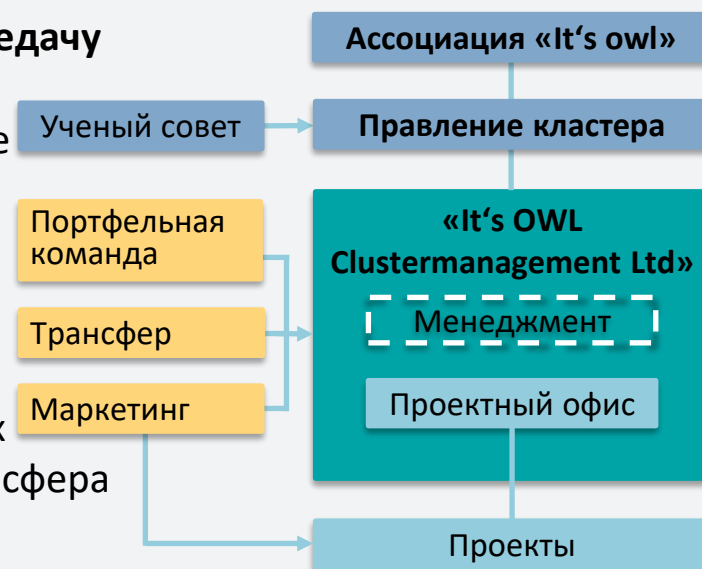 едачу
Ассоциация «It‘s owl»
е
Ученый совет
Правление кластера
Портфельная
команда
«It‘s OWL
Clustermanagement Ltd»
Менеджмент
Трансфер
Маркетинг
Проектный офис
х
сфера
Проекты